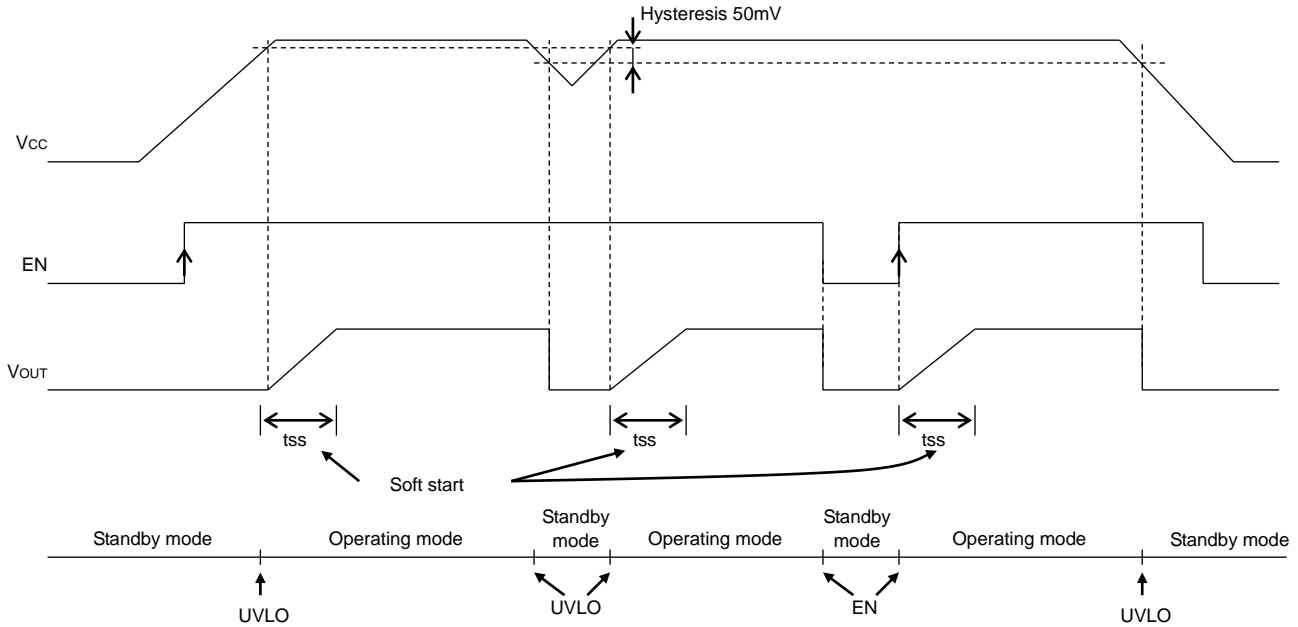 Hysteresis 50mV
VCC
EN
VOUT
tss
tss
tss
Soft start
Standby mode
Operating mode
Standby
mode
Operating mode
Standby
mode
Operating mode
Standby mode
UVLO
UVLO
EN
UVLO